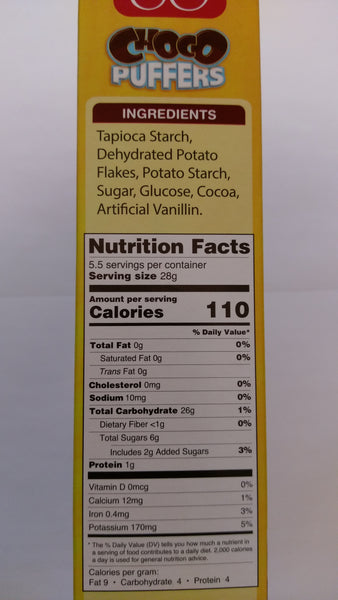 CHOCO
PUFFERS
INGREDIENTS
Tapioca Starch,
Dehydrated Potato
Flakes, Potato Starch,
Sugar, Glucose, Cocoa,
Artificial Vanillin.
Nutrition Facts
5.5 servings per container
Serving size 28g
Amount per serving
Calories 110
% Daily Value*
Total Fat 0g 0%
Saturated Fat 0g 0%
Trans Fat 0g
Cholesterol 0mg 0%
Sodium 10mg 0%
Total Carbohydrate 26g 1%
Dietary Fiber <1g 0%
Total Sugars 6g
Includes 2g Added Sugars 3%
Protein 1g
Vitamin D 0mcg 0%
Calcium 12mg 1%
Iron 0.4mg 3%
Potassium 170mg 5%
* The % Daily Value (DV) tells you how much a nutrient in
a serving of food contributes to a daily diet. 2,000 calories
a day is used for general nutrition advice.
Calories per gram:
Fat 9 • Carbohydrate 4 • Protein 4